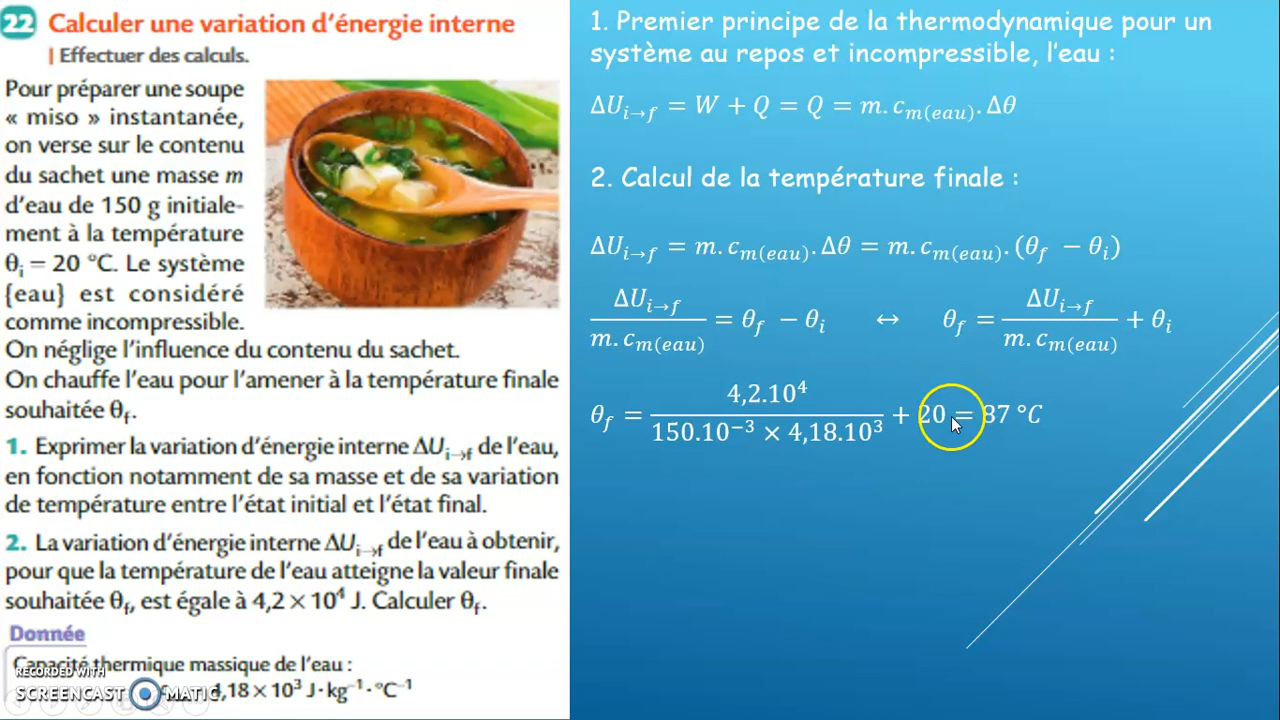 22 Calculer une variation d'énergie interne
| Effectuer des calculs.
Pour préparer une soupe
« miso » instantanée,
on verse sur le contenu
du sachet une masse m
d'eau de 150 g initiale-
ment à la température
θi = 20 °C. Le système
{eau} est considéré
comme incompressible.
On néglige l'influence du contenu du sachet.
On chauffe l'eau pour l'amener à la température finale
souhaitée θf.
1. Exprimer la variation d'énergie interne ΔUi→f de l'eau,
en fonction notamment de sa masse et de sa variation
de température entre l'état initial et l'état final.
2. La variation d'énergie interne ΔUi→f de l'eau à obtenir,
pour que la température de l'eau atteigne la valeur finale
souhaitée θf, est égale à 4,2 × 10⁴ J. Calculer θf.
Donnée
Capacité thermique massique de l'eau :
4,18 × 10³ J·kg⁻¹·°C⁻¹
RECORDED WITH
SCREENCAST MATIC
1. Premier principe de la thermodynamique pour un
système au repos et incompressible, l'eau :
ΔUi→f = W + Q = Q = m.cm(eau).Δθ
2. Calcul de la température finale :
ΔUi→f = m.cm(eau).Δθ = m.cm(eau).(θf − θi)
ΔUi→f / m.cm(eau) = θf − θi ↔ θf = ΔUi→f / m.cm(eau) + θi
θf = 4,2.10⁴ / 150.10⁻³ × 4,18.10³ + 20 = 87 °C